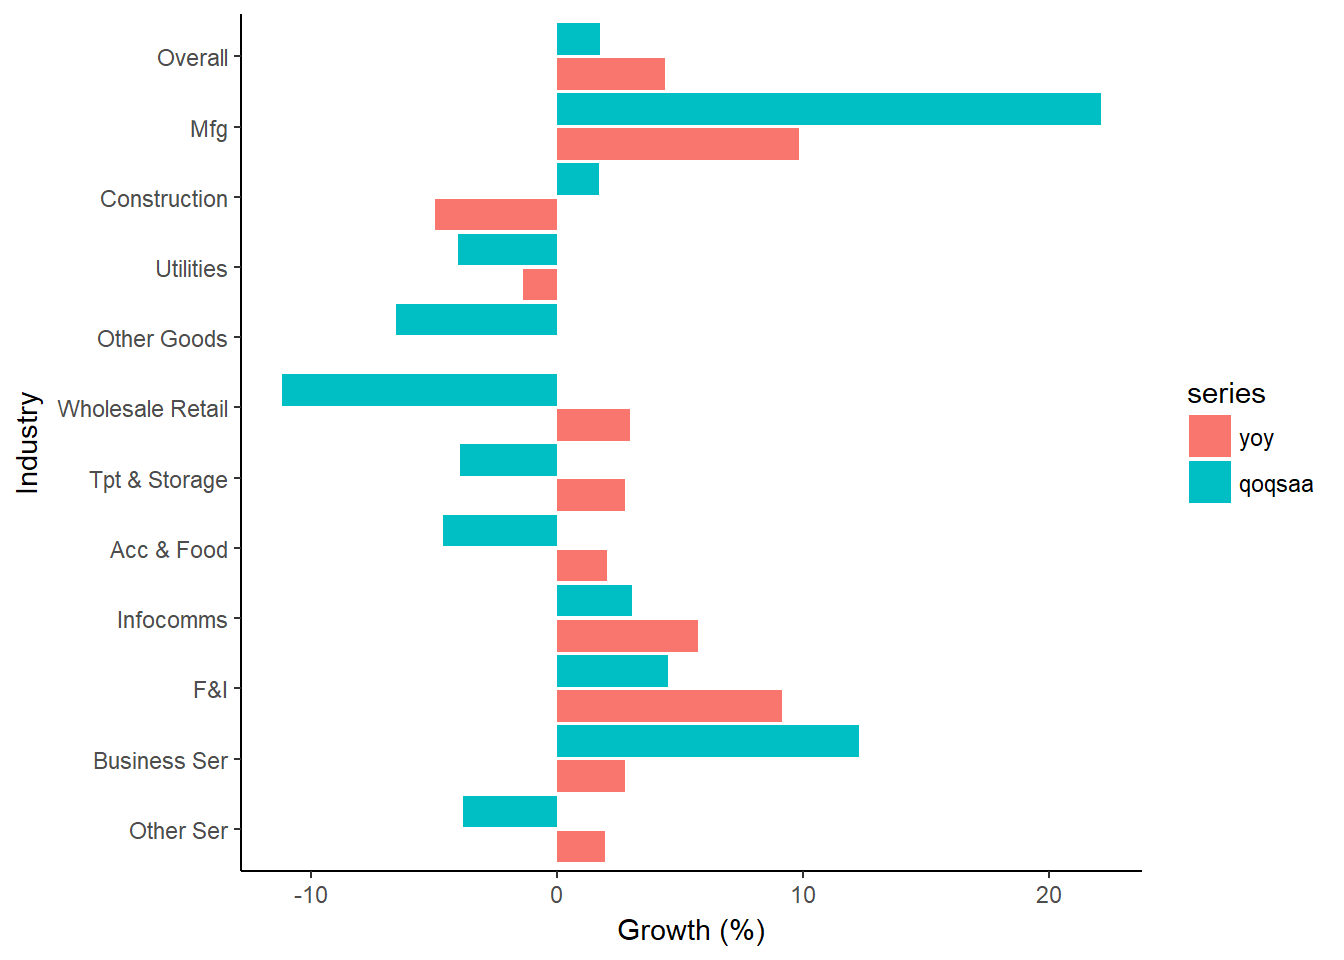 Overall
Mfg
Construction
Utilities
Other Goods
Wholesale Retail
Tpt & Storage
Acc & Food
Infocomms
F&I
Business Ser
Other Ser
Industry
-10 0 10 20
Growth (%)
series
yoy
qoqsaa